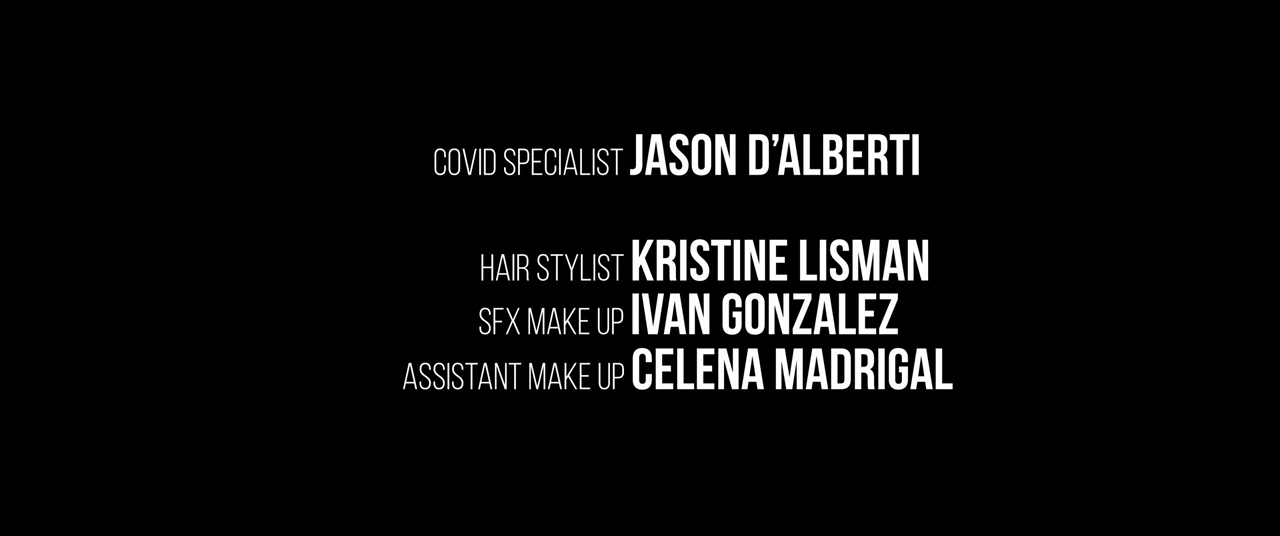 COVID SPECIALIST JASON D’ALBERTI
HAIR STYLIST KRISTINE LISMAN
SFX MAKE UP IVAN GONZALEZ
ASSISTANT MAKE UP CELENA MADRIGAL